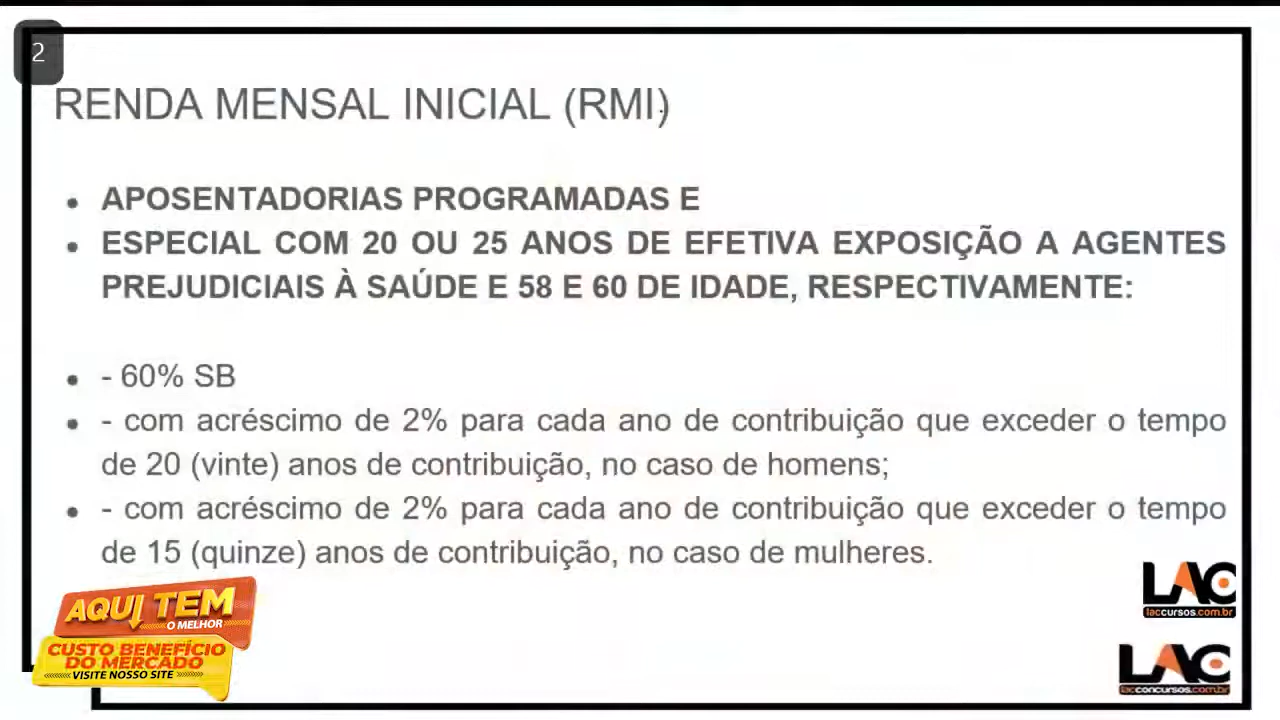 2
RENDA MENSAL INICIAL (RMI)
• APOSENTADORIAS PROGRAMADAS E
• ESPECIAL COM 20 OU 25 ANOS DE EFETIVA EXPOSIÇÃO A AGENTES
PREJUDICIAIS À SAÚDE E 58 E 60 DE IDADE, RESPECTIVAMENTE:
• - 60% SB
• - com acréscimo de 2% para cada ano de contribuição que exceder o tempo
de 20 (vinte) anos de contribuição, no caso de homens;
• - com acréscimo de 2% para cada ano de contribuição que exceder o tempo
de 15 (quinze) anos de contribuição, no caso de mulheres.
AQUI TEM
O MELHOR
CUSTO BENEFÍCIO
DO MERCADO
VISITE NOSSO SITE
LAC
laccursos.com.br
LAC
lacconcursos.com.br